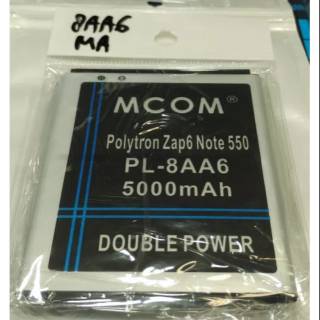 8AA6
MA
MCOM®
Polytron Zap6 Note 550
PL-8AA6
5000mAh
DOUBLE POWER